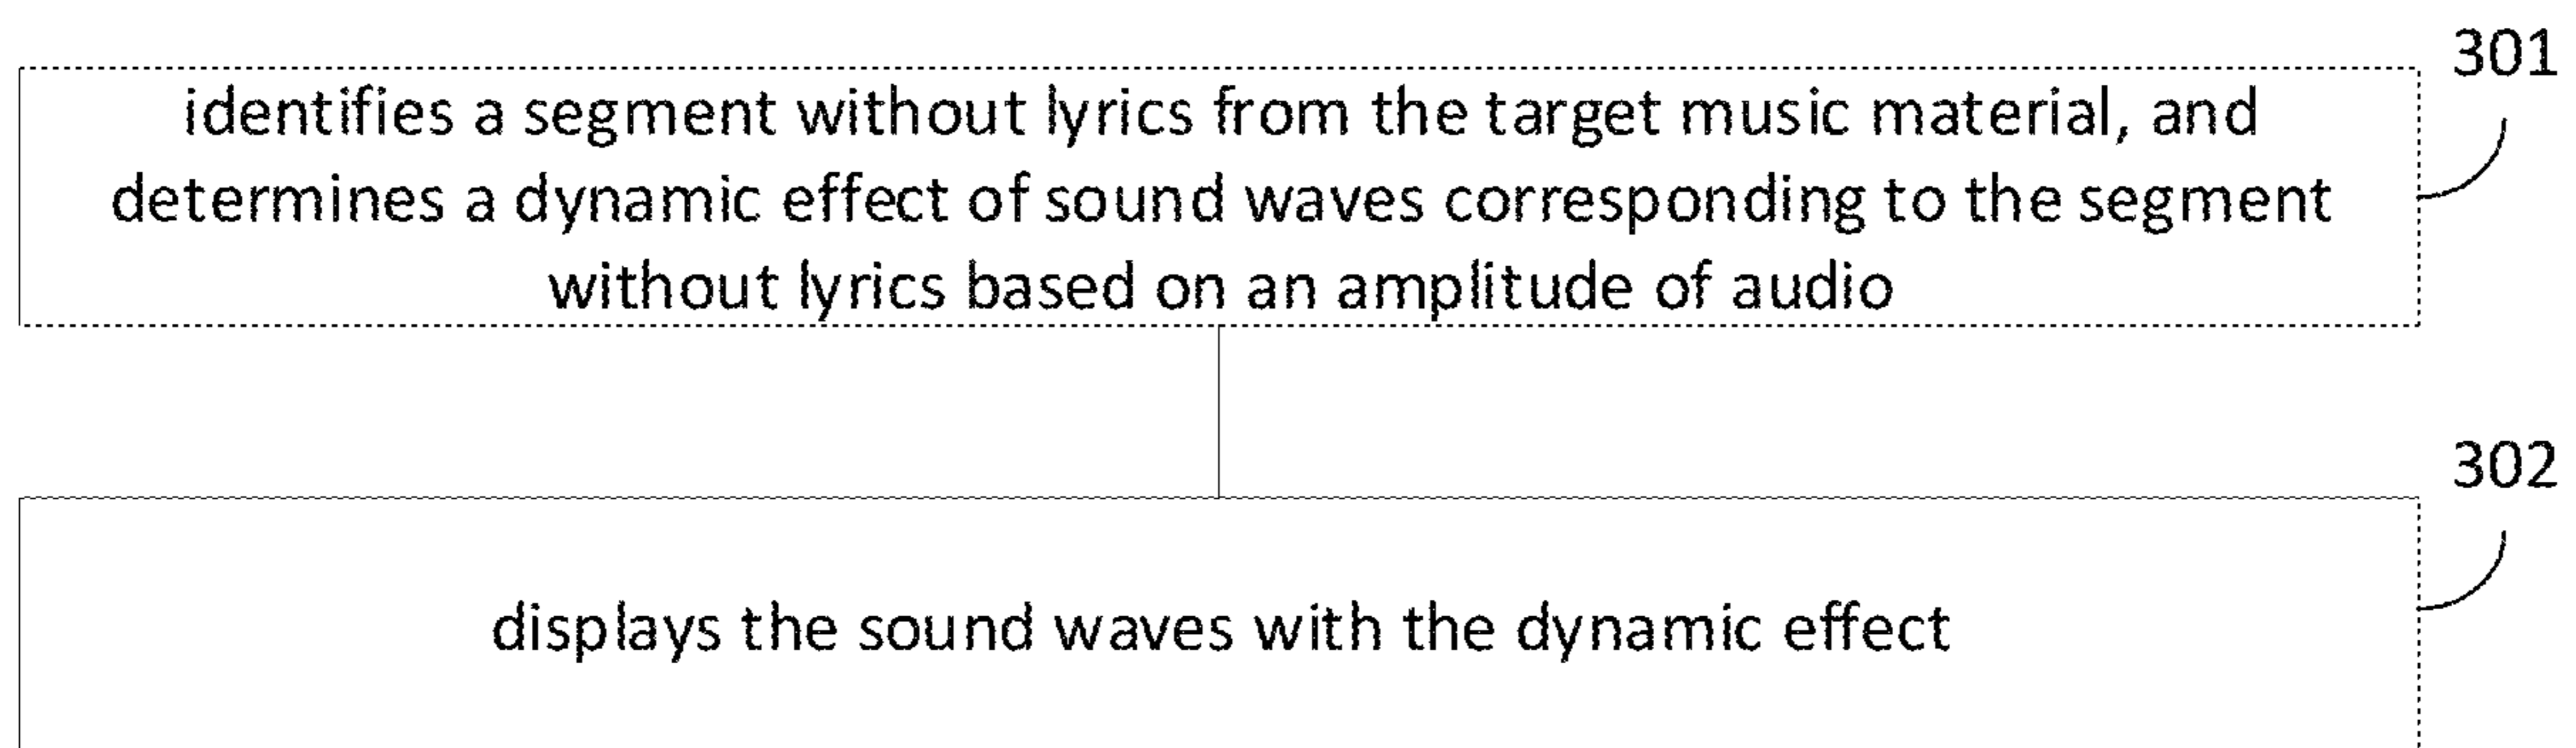 301
identifies a segment without lyrics from the target music material, and
determines a dynamic effect of sound waves corresponding to the segment
without lyrics based on an amplitude of audio
302
displays the sound waves with the dynamic effect